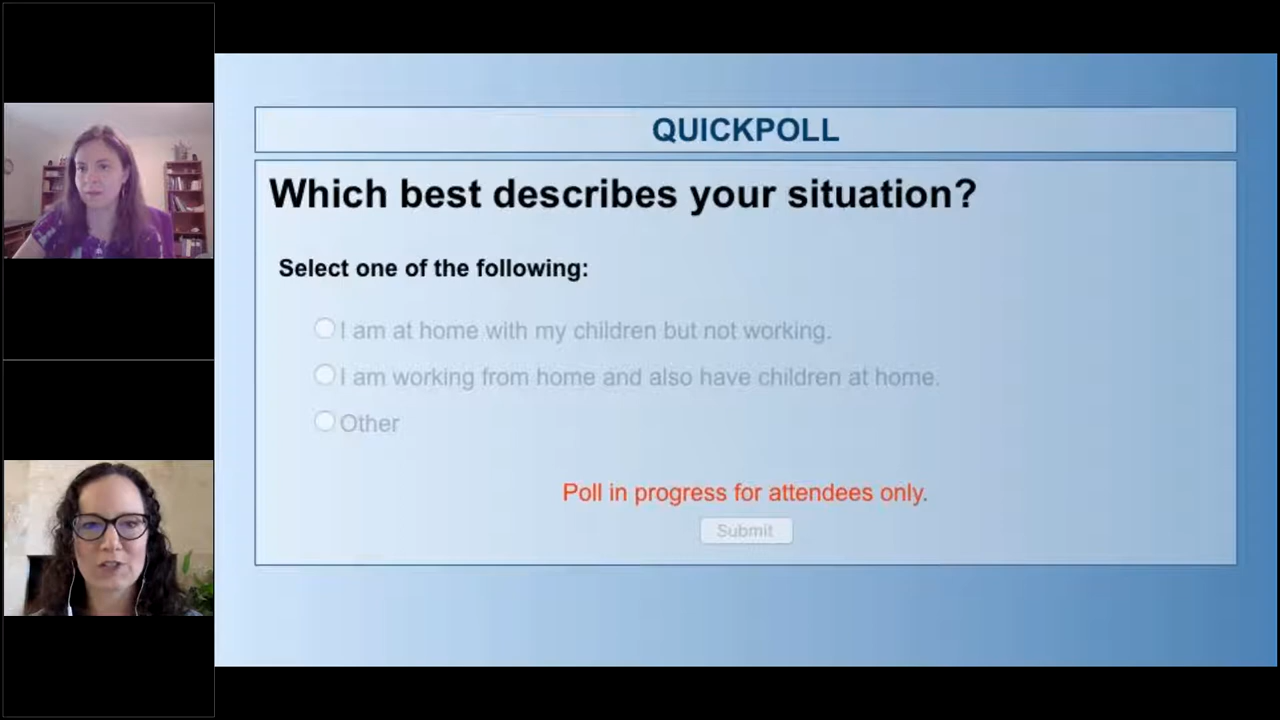 QUICKPOLL
Which best describes your situation?
Select one of the following:
I am at home with my children but not working.
I am working from home and also have children at home.
Other
Poll in progress for attendees only.
Submit